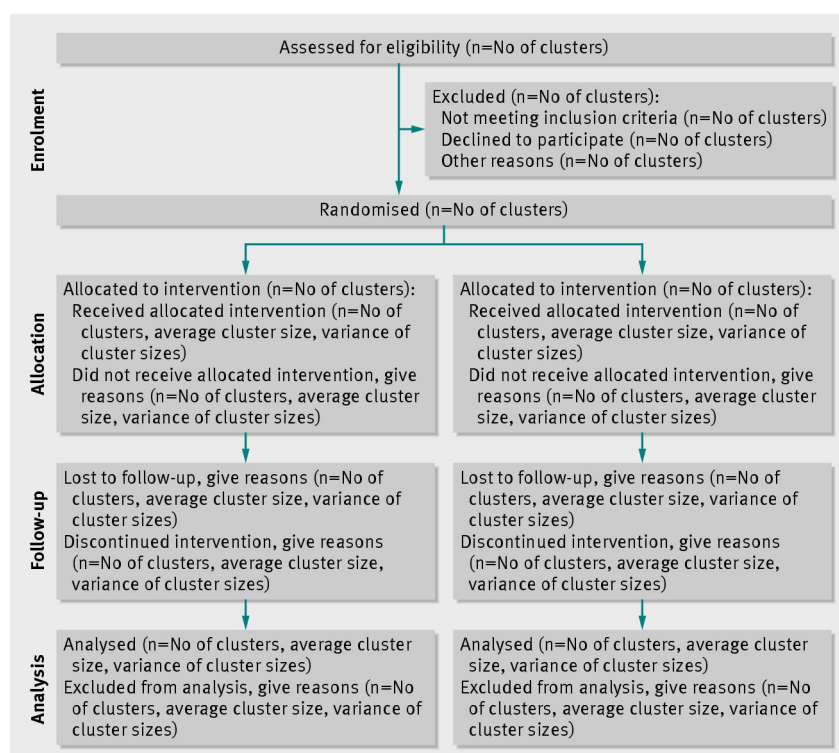 Assessed for eligibility (n=No of clusters)
Enrolment
Excluded (n=No of clusters):
Not meeting inclusion criteria (n=No of clusters)
Declined to participate (n=No of clusters)
Other reasons (n=No of clusters)
Randomised (n=No of clusters)
Allocation
Allocated to intervention (n=No of clusters):
Received allocated intervention (n=No of
clusters, average cluster size, variance of
cluster sizes)
Did not receive allocated intervention, give
reasons (n=No of clusters, average cluster
size, variance of cluster sizes)
Allocated to intervention (n=No of clusters):
Received allocated intervention (n=No of
clusters, average cluster size, variance of
cluster sizes)
Did not receive allocated intervention, give
reasons (n=No of clusters, average cluster
size, variance of cluster sizes)
Follow-up
Lost to follow-up, give reasons (n=No of
clusters, average cluster size, variance of
cluster sizes)
Discontinued intervention, give reasons
(n=No of clusters, average cluster size,
variance of cluster sizes)
Lost to follow-up, give reasons (n=No of
clusters, average cluster size, variance of
cluster sizes)
Discontinued intervention, give reasons
(n=No of clusters, average cluster size,
variance of cluster sizes)
Analysis
Analysed (n=No of clusters, average cluster
size, variance of cluster sizes)
Excluded from analysis, give reasons (n=No
of clusters, average cluster size, variance of
cluster sizes)
Analysed (n=No of clusters, average cluster
size, variance of cluster sizes)
Excluded from analysis, give reasons (n=No
of clusters, average cluster size, variance of
cluster sizes)